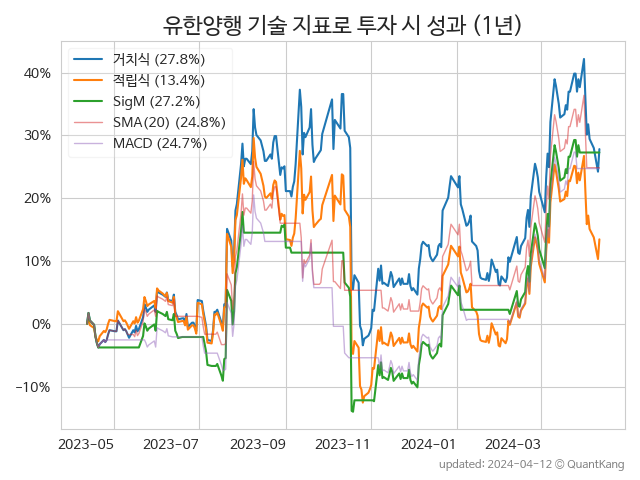 유한양행 기술 지표로 투자 시 성과 (1년)
거치식 (27.8%)
적립식 (13.4%)
SigM (27.2%)
SMA(20) (24.8%)
MACD (24.7%)
40%
30%
20%
10%
0%
−10%
2023-05 2023-07 2023-09 2023-11 2024-01 2024-03
updated: 2024-04-12 © QuantKang